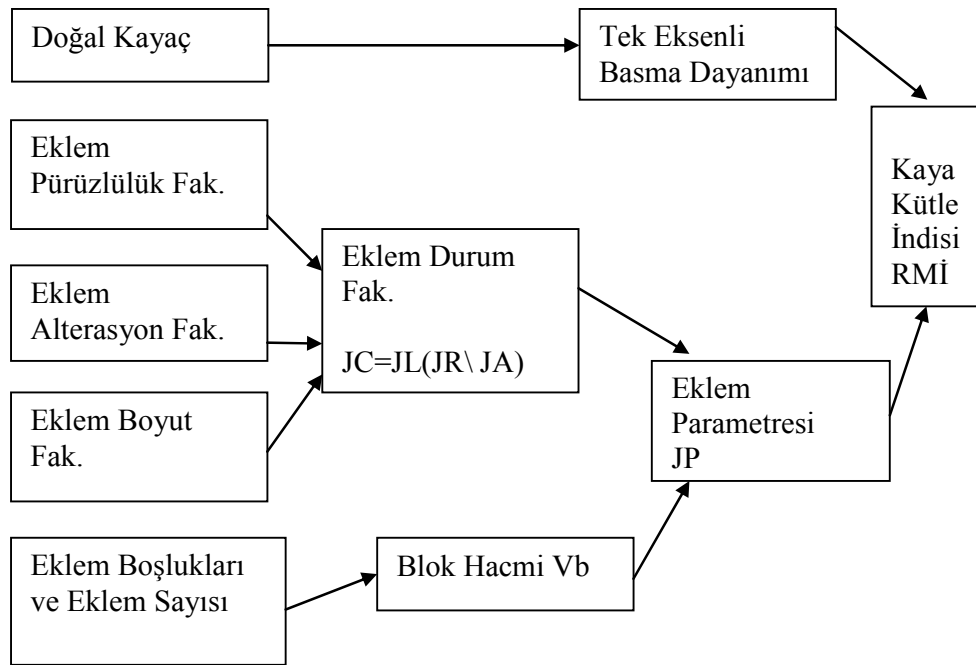 Doğal Kayaç
Tek Eksenli
Basma Dayanımı
Eklem
Pürüzlülük Fak.
Kaya
Kütle
İndisi
RMİ
Eklem Durum
Fak.
JC=JL(JR\ JA)
Eklem
Alterasyon Fak.
Eklem
Parametresi
JP
Eklem Boyut
Fak.
Eklem Boşlukları
ve Eklem Sayısı
Blok Hacmi Vb